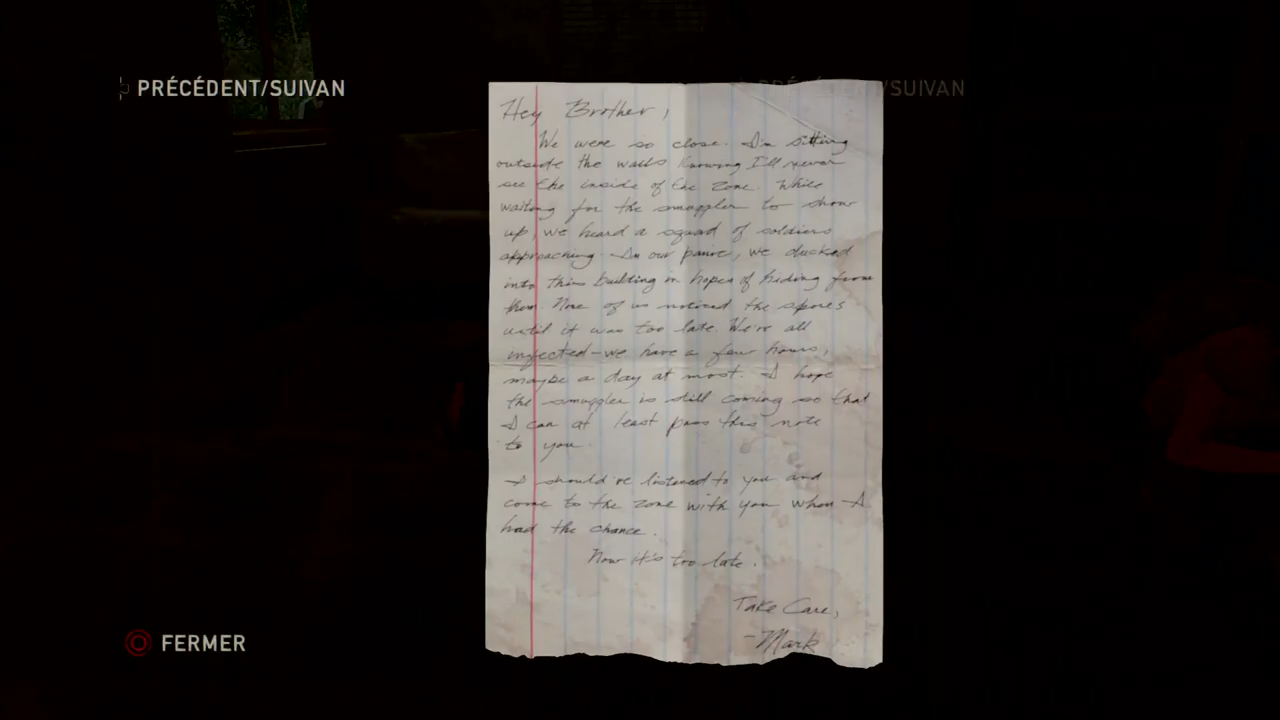 PRÉCÉDENT/SUIVAN
PRÉCÉDENT/SUIVAN
Hey Brother,
We were so close. I'm sitting
outside the walls knowing I'll never
see the inside of the zone. While
waiting for the smuggler to show
up, we heard a squad of soldiers
approaching. In our panic, we ducked
into this building in hopes of hiding from
them. None of us noticed the spores
until it was too late. We're all
infected-we have a few hours,
maybe a day at most. I hope
the smuggler is still coming so that
I can at least pass this note
to you.
I should've listened to you and
come to the zone with you when I
had the chance.
Now it's too late.
Take Care,
-Mark
FERMER